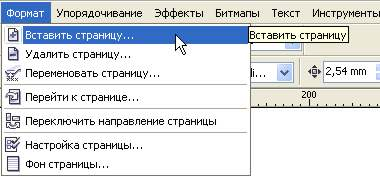 Формат Упорядочивание Эффекты Битмапы Текст Инструменты
Вставить страницу... Вставить страницу
Удалить страницу...
Переменовать страницу... 2,54 mm
Перейти к странице... 200
Переключить направление страницы
Настройка страницы...
Фон страницы...